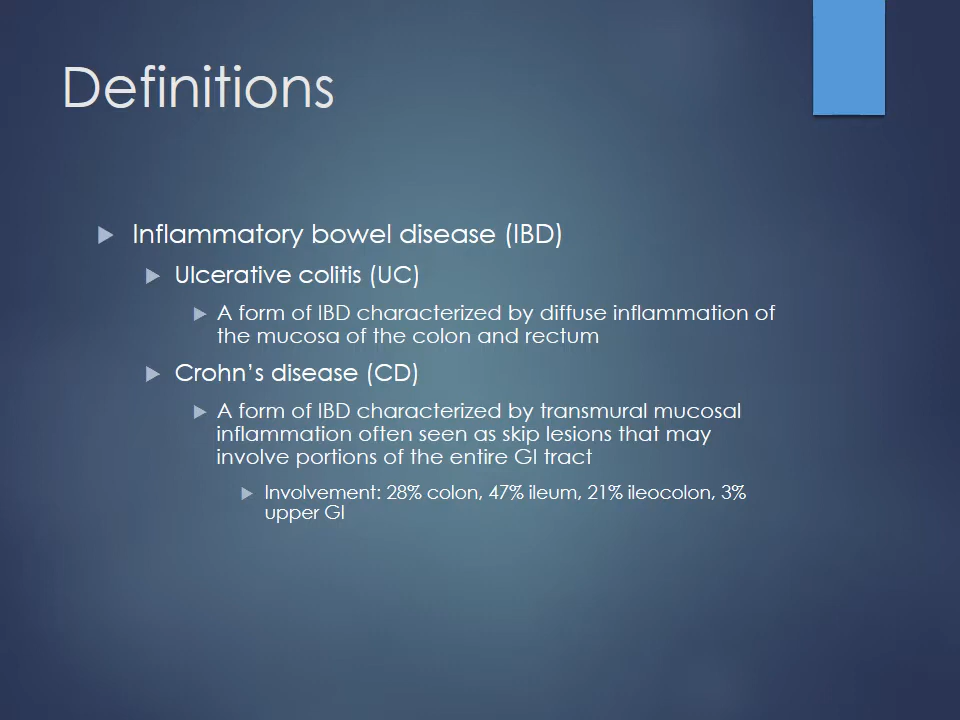 Definitions
Inflammatory bowel disease (IBD)
Ulcerative colitis (UC)
A form of IBD characterized by diffuse inflammation of
the mucosa of the colon and rectum
Crohn’s disease (CD)
A form of IBD characterized by transmural mucosal
inflammation often seen as skip lesions that may
involve portions of the entire GI tract
Involvement: 28% colon, 47% ileum, 21% ileocolon, 3%
upper GI